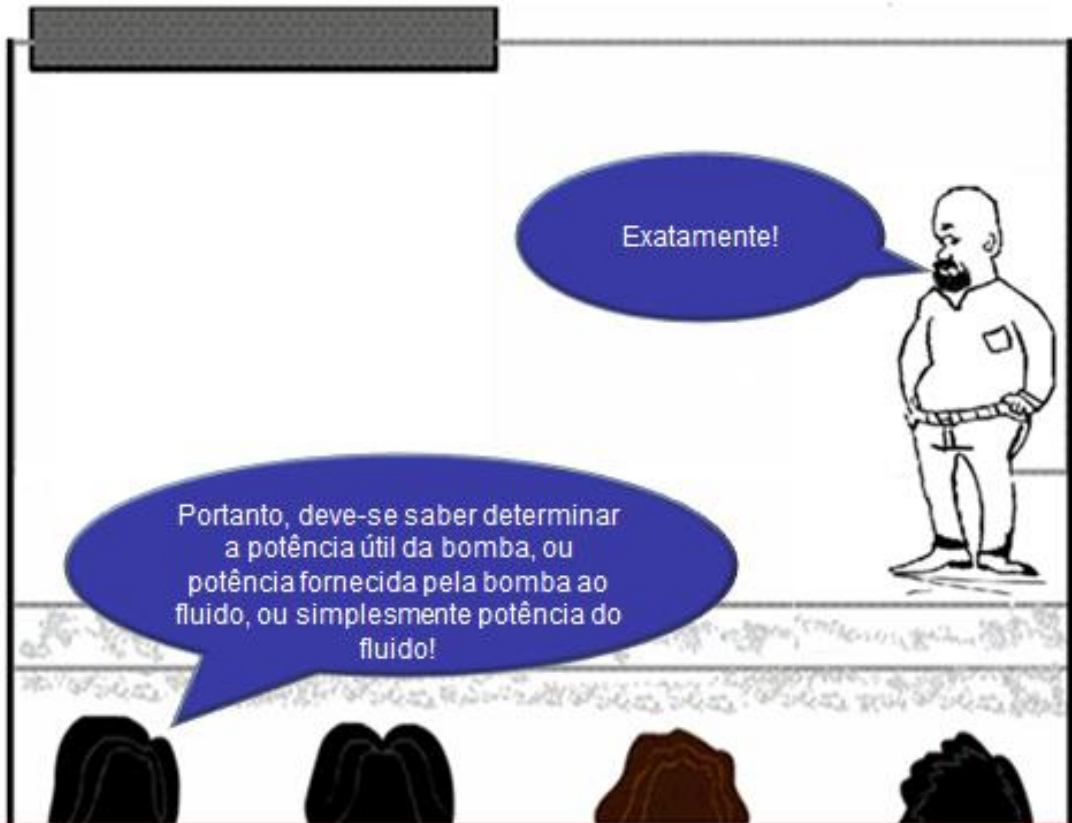 Exatamente!
Portanto, deve-se saber determinar
a potência útil da bomba, ou
potência fornecida pela bomba ao
fluido, ou simplesmente potência do
fluido!